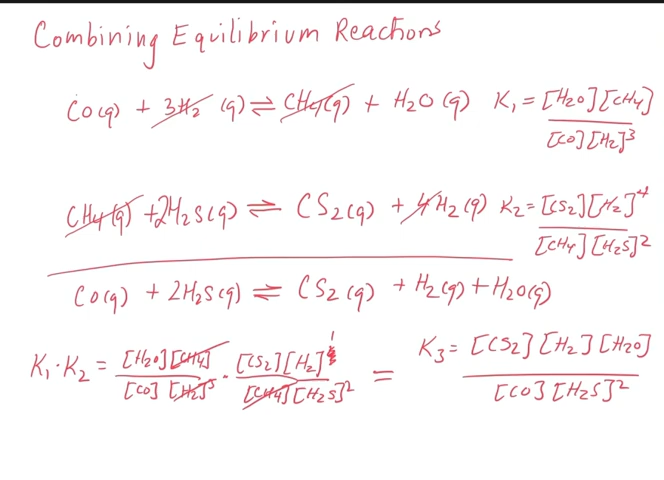 Combining Equilibrium Reactions
CO(g) + 3H₂(g) ⇌ CH₄(g) + H₂O(g) K₁ = [H₂O][CH₄] / [CO][H₂]³
CH₄(g) + 2H₂S(g) ⇌ CS₂(g) + 4H₂(g) K₂ = [CS₂][H₂]⁴ / [CH₄][H₂S]²
CO(g) + 2H₂S(g) ⇌ CS₂(g) + H₂(g) + H₂O(g)
K₁·K₂ = [H₂O][CH₄] / [CO][H₂]³ · [CS₂][H₂]¹ / [CH₄][H₂S]² = K₃ = [CS₂][H₂][H₂O] / [CO][H₂S]²